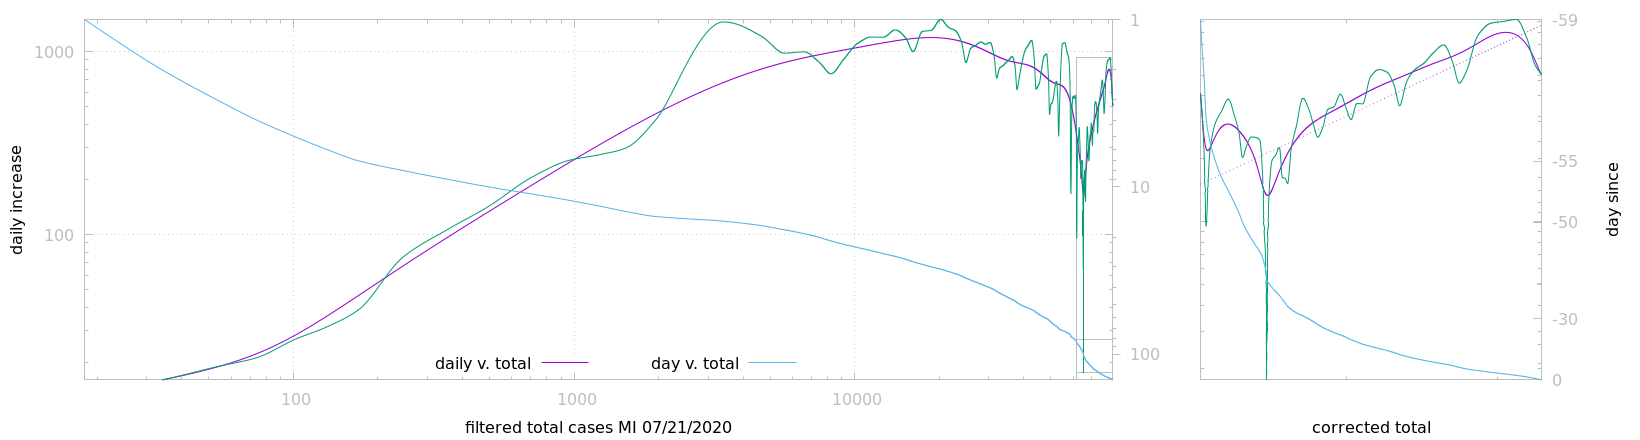 daily increase
1000
100
daily v. total
day v. total
100
1000
10000
filtered total cases MI 07/21/2020
1
10
100
-59
-55
-50
-30
0
day since
corrected total